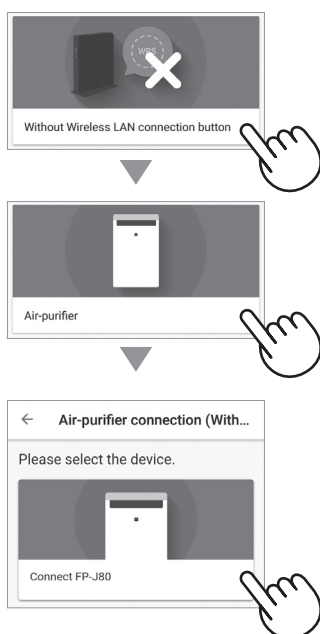 WPS
Without Wireless LAN connection button
Air-purifier
← Air-purifier connection (With...
Please select the device.
Connect FP-J80